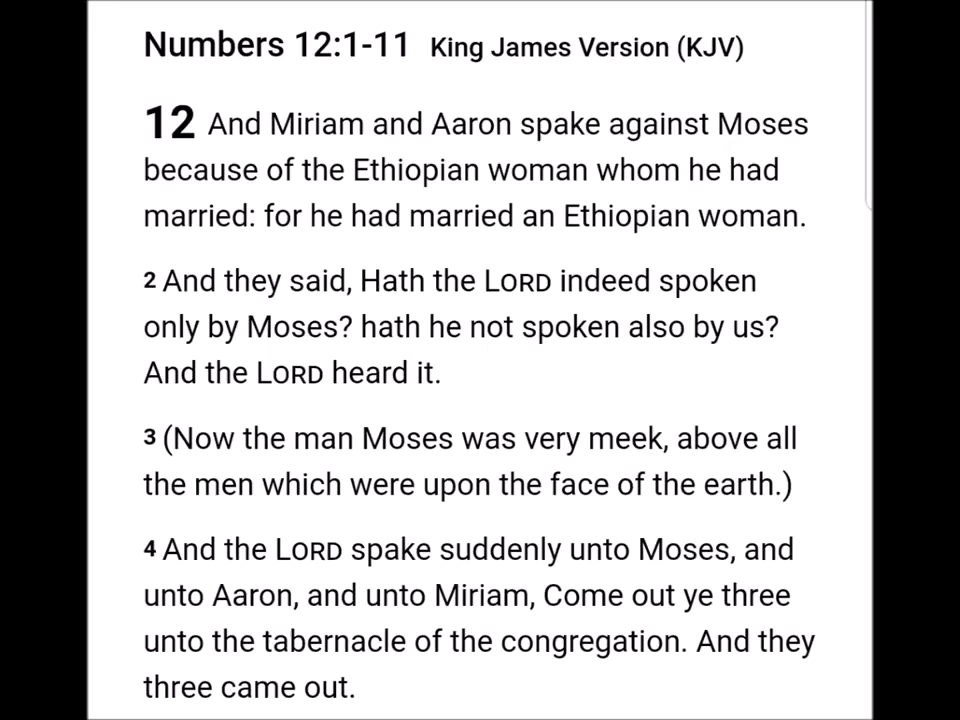 Numbers 12:1-11 King James Version (KJV)
12 And Miriam and Aaron spake against Moses
because of the Ethiopian woman whom he had
married: for he had married an Ethiopian woman.
2 And they said, Hath the LORD indeed spoken
only by Moses? hath he not spoken also by us?
And the LORD heard it.
3 (Now the man Moses was very meek, above all
the men which were upon the face of the earth.)
4 And the LORD spake suddenly unto Moses, and
unto Aaron, and unto Miriam, Come out ye three
unto the tabernacle of the congregation. And they
three came out.